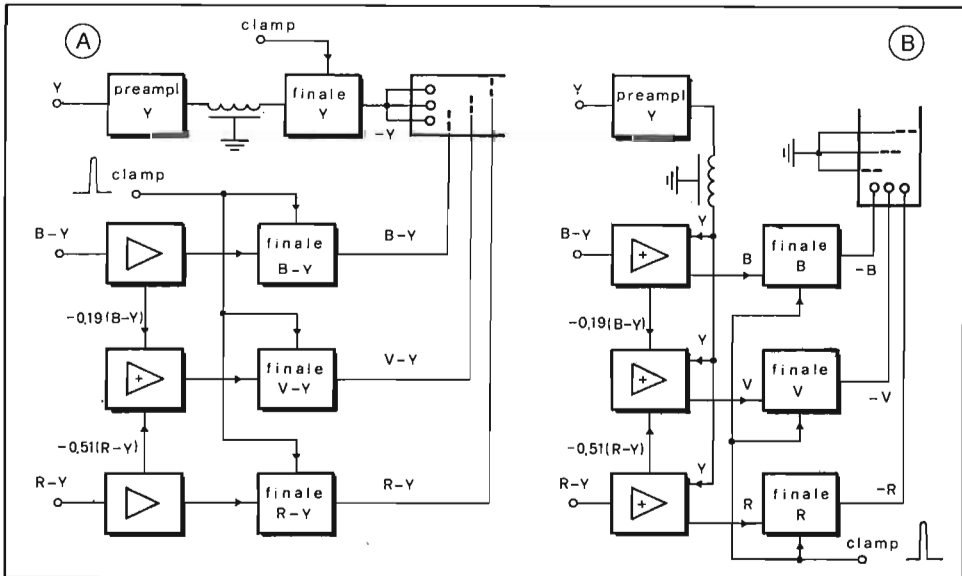 A
clamp
Y
preampl
Y
finale
Y
-Y
clamp
B-Y
finale
B-Y
B-Y
-0,19(B-Y)
finale
V-Y
V-Y
-0,51(R-Y)
R-Y
finale
R-Y
R-Y
B
Y
preampl
Y
B-Y
+
Y
B
finale
B
-B
-0,19(B-Y)
+
Y
V
finale
V
-V
-0,51(R-Y)
R-Y
+
Y
R
finale
R
-R
clamp
+